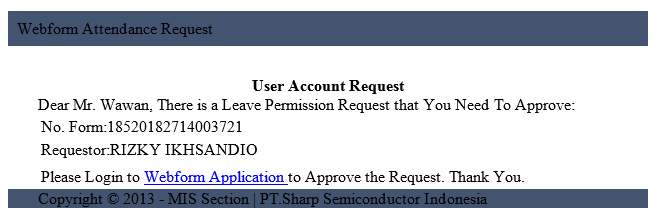 Webform Attendance Request
User Account Request
Dear Mr. Wawan, There is a Leave Permission Request that You Need To Approve:
No. Form:18520182714003721
Requestor:RIZKY IKHSANDIO
Please Login to Webform Application to Approve the Request. Thank You.
Copyright © 2013 - MIS Section | PT.Sharp Semiconductor Indonesia